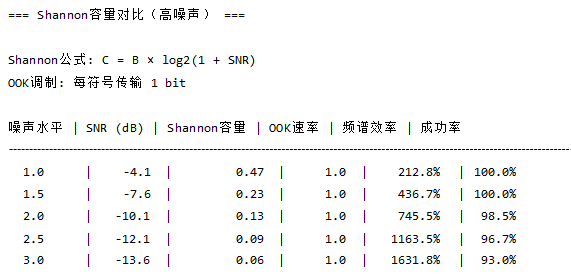 === Shannon容量对比（高噪声） ===
Shannon公式: C = B × log2(1 + SNR)
OOK调制: 每符号传输 1 bit
噪声水平 | SNR (dB) | Shannon容量 | OOK速率 | 频谱效率 | 成功率
--------------------------------------------------------------------------------
1.0 | -4.1 | 0.47 | 1.0 | 212.8% | 100.0%
1.5 | -7.6 | 0.23 | 1.0 | 436.7% | 100.0%
2.0 | -10.1 | 0.13 | 1.0 | 745.5% | 98.5%
2.5 | -12.1 | 0.09 | 1.0 | 1163.5% | 96.7%
3.0 | -13.6 | 0.06 | 1.0 | 1631.8% | 93.0%